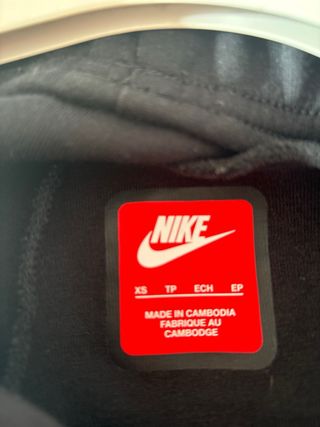 NIKE
XS TP ECH EP
MADE IN CAMBODIA
FABRIQUE AU
CAMBODGE